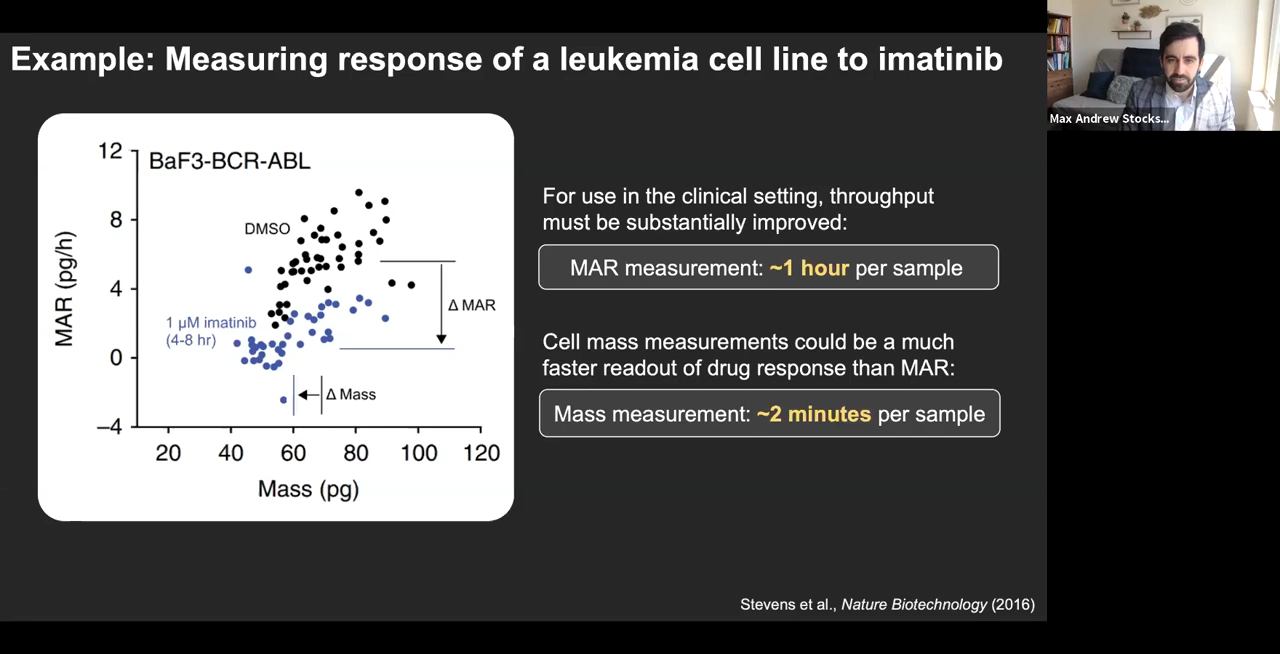 Example: Measuring response of a leukemia cell line to imatinib
Max Andrew Stocks...
12
BaF3-BCR-ABL
8
DMSO
4
Δ MAR
1 µM imatinib
(4-8 hr)
0
Δ Mass
–4
20 40 60 80 100 120
MAR (pg/h)
Mass (pg)
For use in the clinical setting, throughput
must be substantially improved:
MAR measurement: ~1 hour per sample
Cell mass measurements could be a much
faster readout of drug response than MAR:
Mass measurement: ~2 minutes per sample
Stevens et al., Nature Biotechnology (2016)